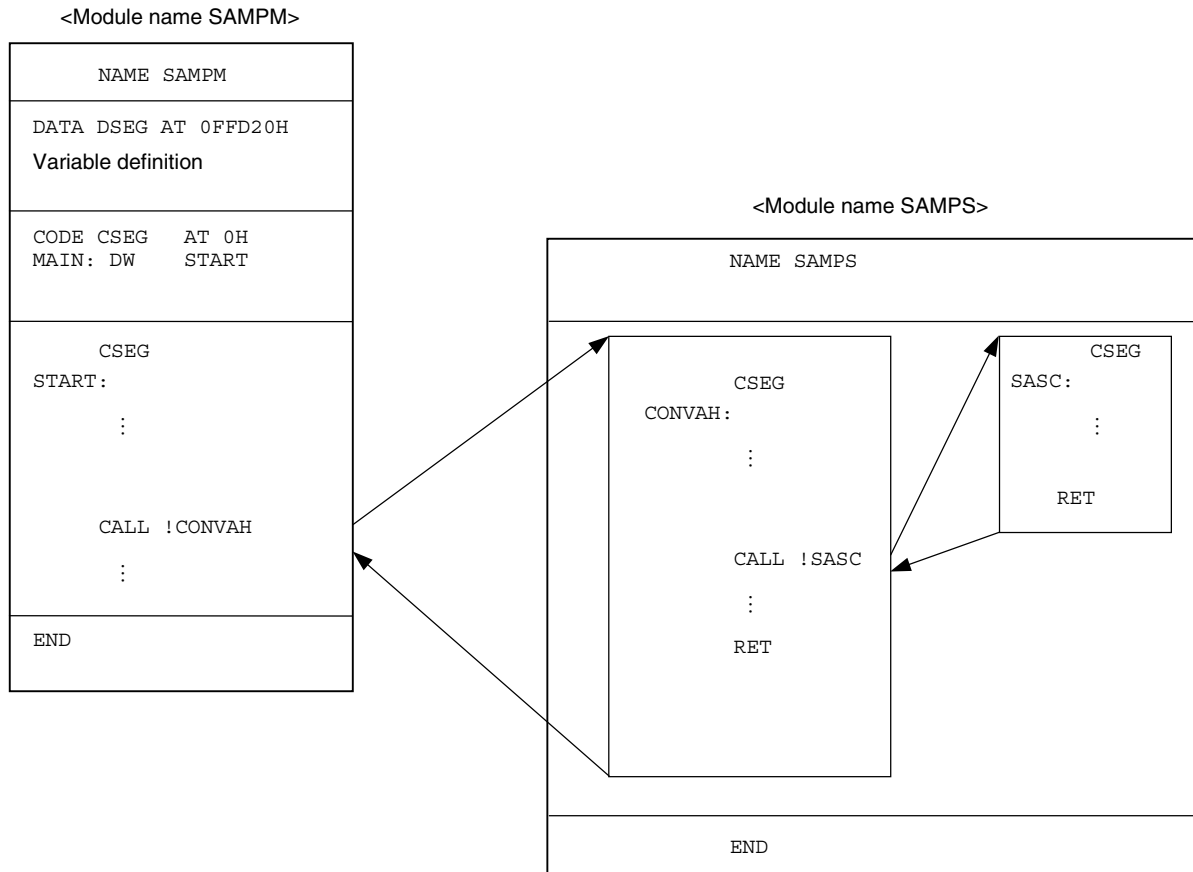 <Module name SAMPM>
NAME SAMPM
DATA DSEG AT 0FFD20H
Variable definition
CODE CSEG AT 0H
MAIN: DW START
CSEG
START:
⋮
CALL !CONVAH
⋮
END
<Module name SAMPS>
NAME SAMPS
CSEG
CONVAH:
⋮
CALL !SASC
⋮
RET
CSEG
SASC:
⋮
RET
END